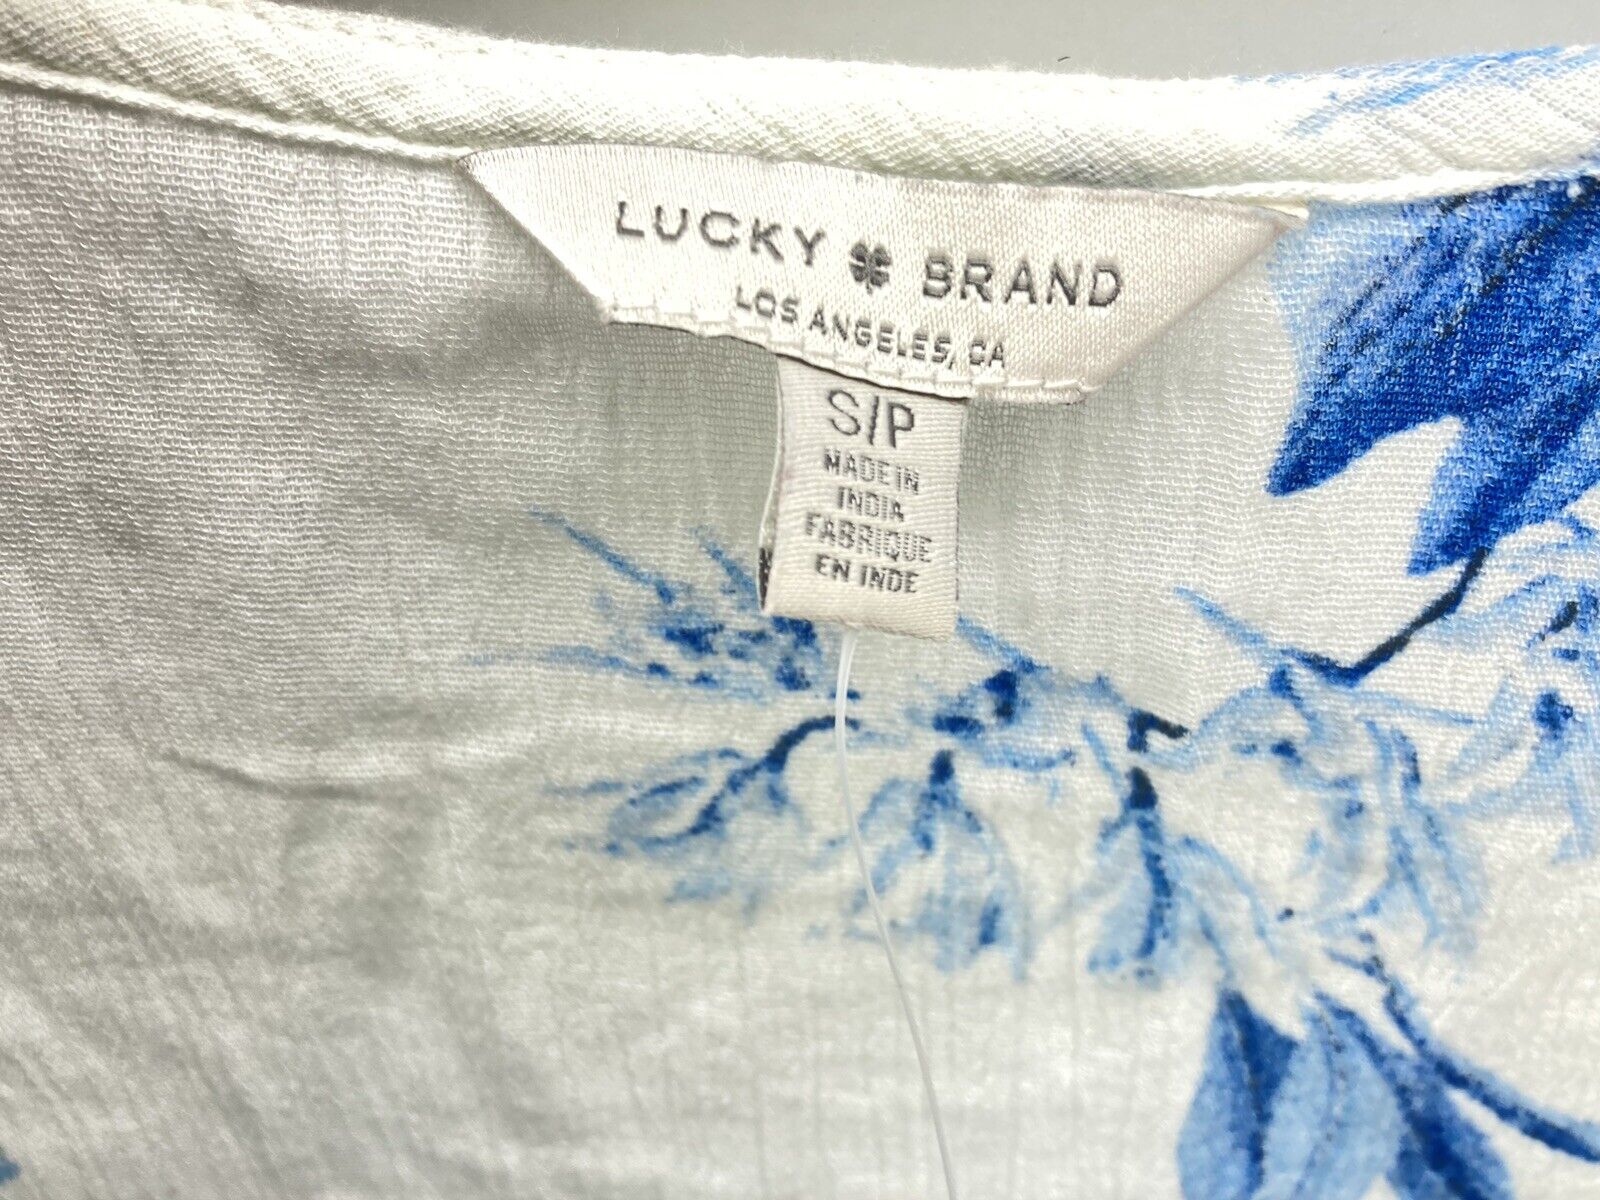 LUCKY BRAND
LOS ANGELES, CA
S/P
MADE IN
INDIA
FABRIQUE
EN INDE